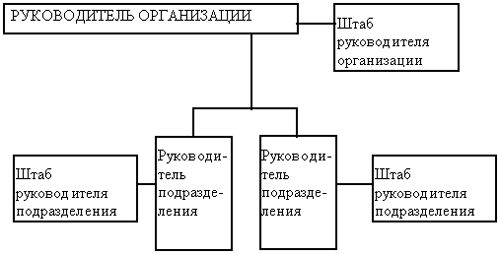 РУКОВОДИТЕЛЬ ОРГАНИЗАЦИИ
Штаб
руководителя
организации
Штаб
руководителя
подразделения
Руководи-
тель
подразде-
ления
Руководи-
тель
подразде-
ления
Штаб
руководителя
подразделения